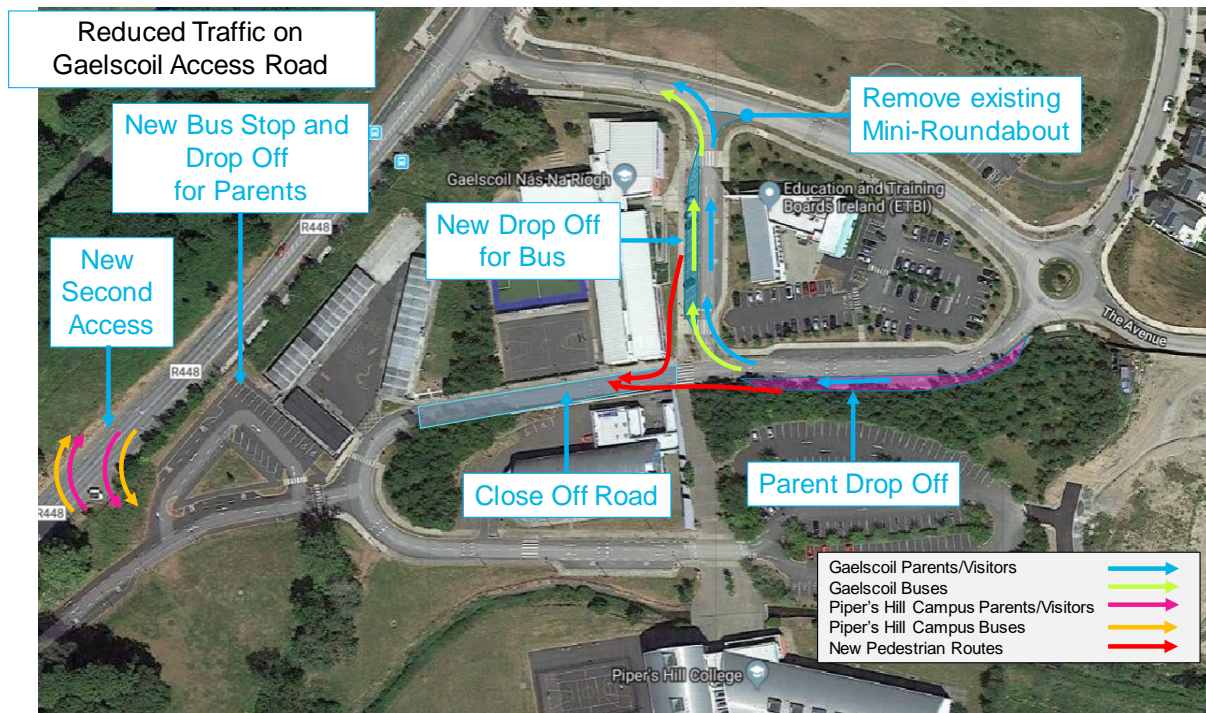 Reduced Traffic on
Gaelscoil Access Road
New Bus Stop and
Drop Off
for Parents
New
Second
Access
Remove existing
Mini-Roundabout
Gaelscoil Nás Na Ríogh
Education and Training
Boards Ireland (ETBI)
New Drop Off
for Bus
R448
R448
R448
The Avenue
Close Off Road
Parent Drop Off
Piper's Hill College
Gaelscoil Parents/Visitors
Gaelscoil Buses
Piper's Hill Campus Parents/Visitors
Piper's Hill Campus Buses
New Pedestrian Routes